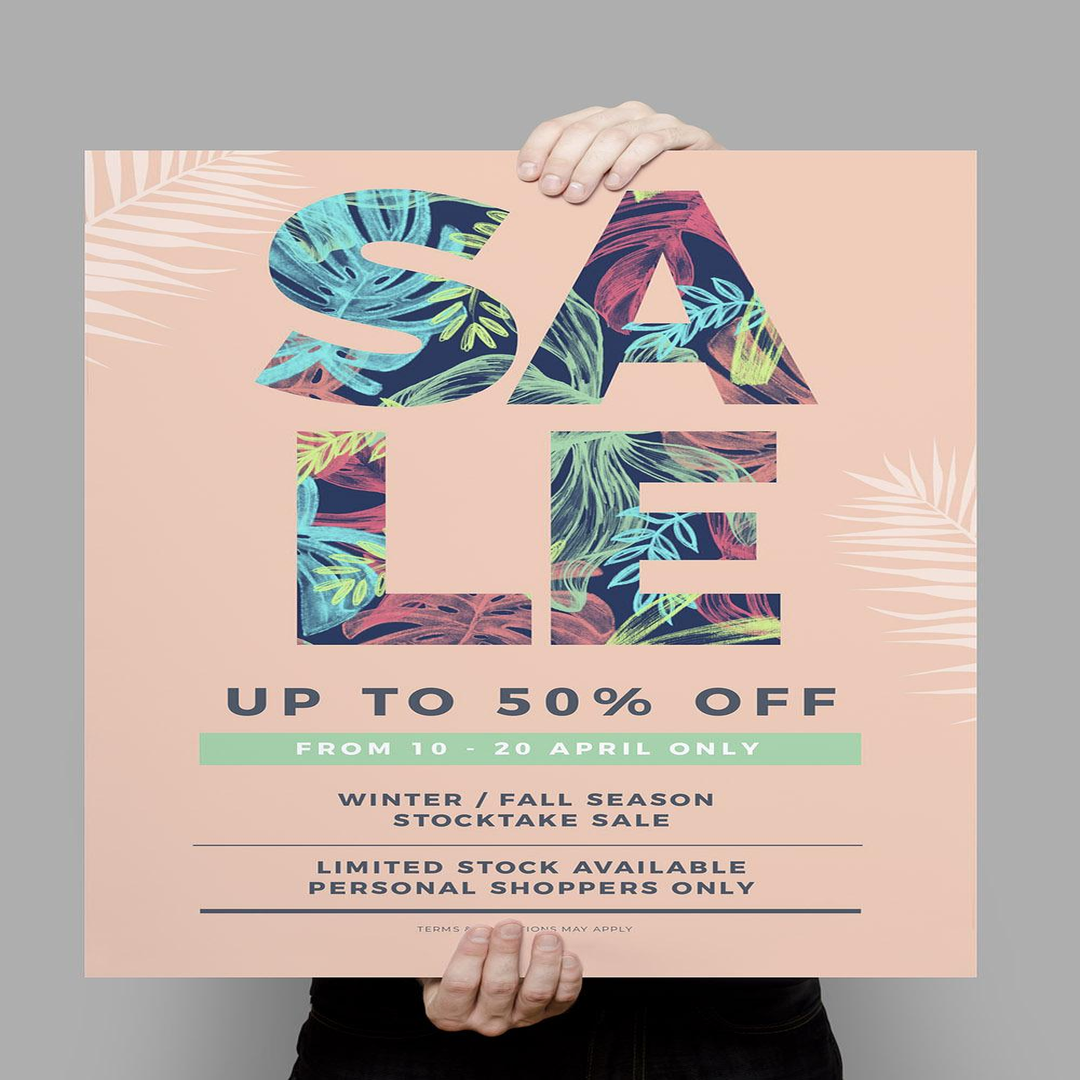 SA
LE
UP TO 50% OFF
FROM 10 - 20 APRIL ONLY
WINTER / FALL SEASON
STOCKTAKE SALE
LIMITED STOCK AVAILABLE
PERSONAL SHOPPERS ONLY
TERMS MAY APPLY